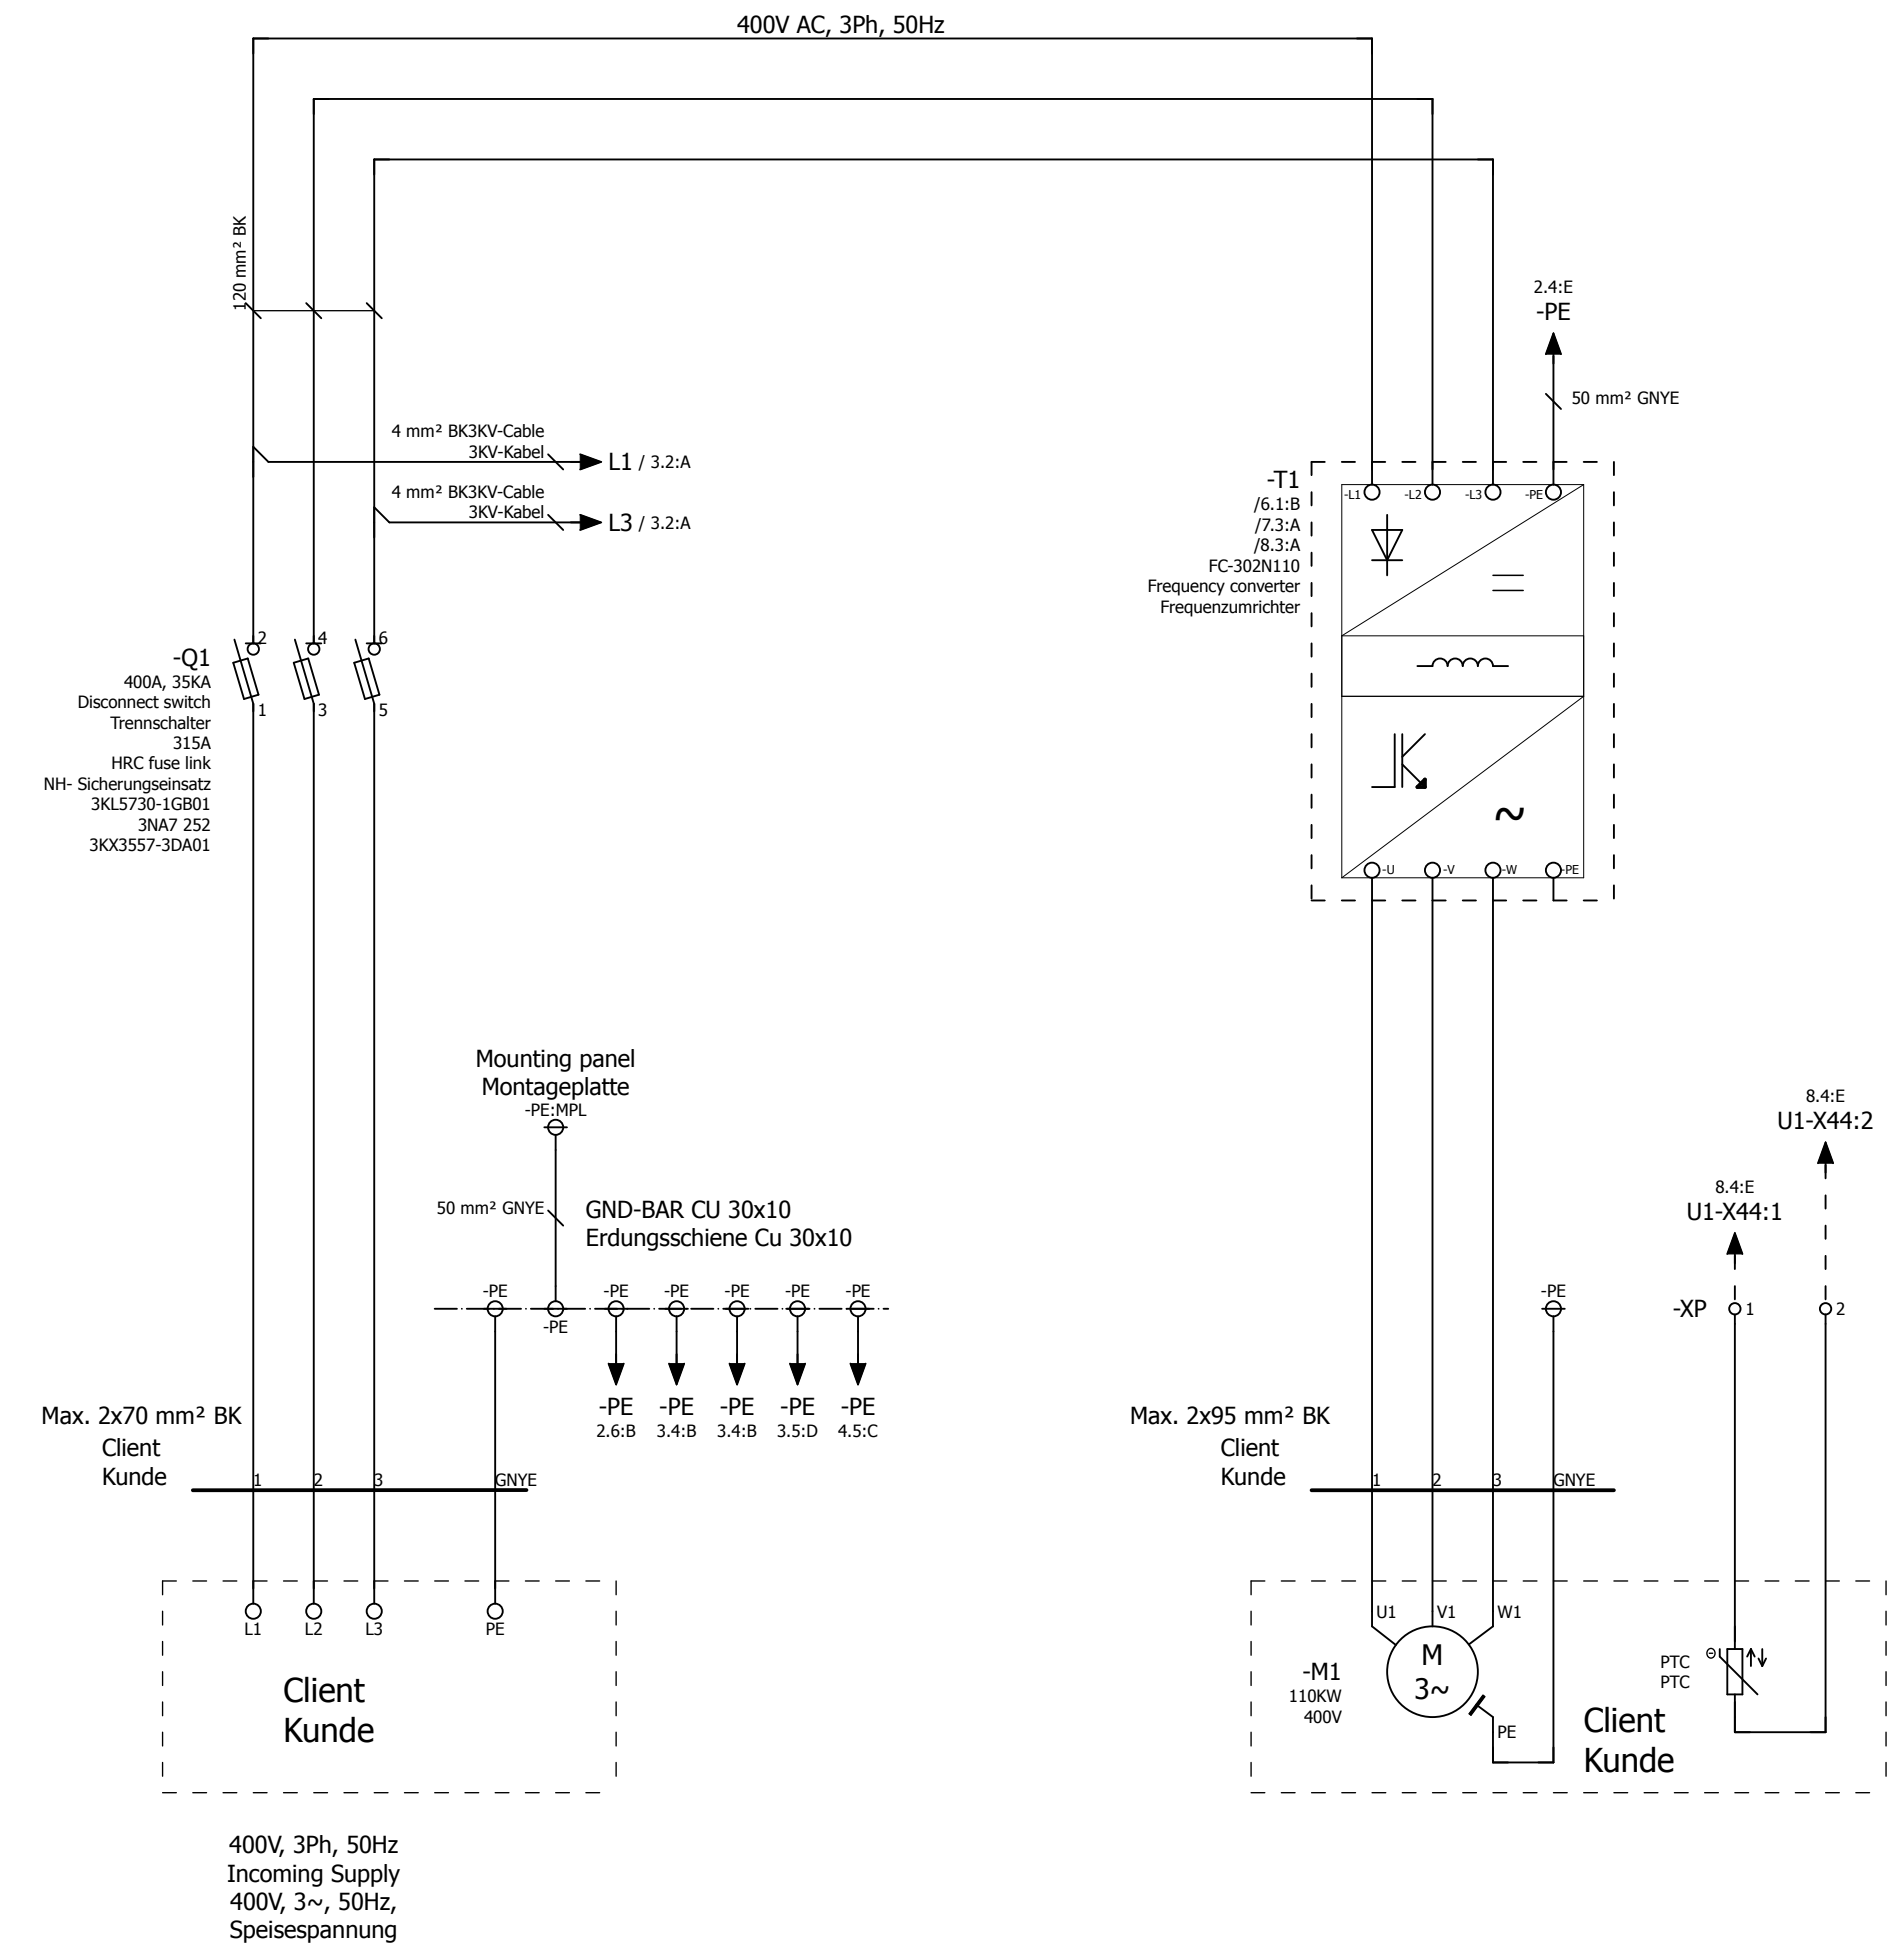 400V AC, 3Ph, 50Hz
120 mm² BK
4 mm² BK3KV-Cable
3KV-Kabel
L1 / 3.2:A
4 mm² BK3KV-Cable
3KV-Kabel
L3 / 3.2:A
2.4:E
-PE
50 mm² GNYE
-T1
/6.1:B
/7.3:A
/8.3:A
FC-302N110
Frequency converter
Frequenzumrichter
-L1 -L2 -L3 -PE
~
-U -V -W -PE
2 4 6
1 3 5
-Q1
400A, 35KA
Disconnect switch
Trennschalter
315A
HRC fuse link
NH- Sicherungseinsatz
3KL5730-1GB01
3NA7 252
3KX3557-3DA01
Mounting panel
Montageplatte
-PE:MPL
50 mm² GNYE
GND-BAR CU 30x10
Erdungsschiene Cu 30x10
-PE -PE -PE -PE -PE -PE
-PE
-PE -PE -PE -PE -PE
2.6:B 3.4:B 3.4:B 3.5:D 4.5:C
8.4:E
U1-X44:2
8.4:E
U1-X44:1
-PE
-XP 1 2
Max. 2x70 mm² BK
Client
Kunde
1 2 3 GNYE
L1 L2 L3 PE
Client
Kunde
400V, 3Ph, 50Hz
Incoming Supply
400V, 3~, 50Hz,
Speisespannung
Max. 2x95 mm² BK
Client
Kunde
1 2 3 GNYE
U1 V1 W1
M
3~
-M1
110KW
400V
PE
PTC
PTC
Θ
Client
Kunde